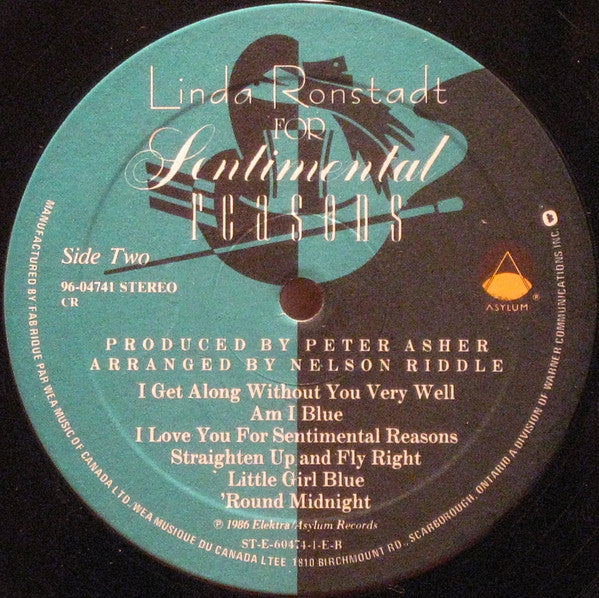 Linda Ronstadt
FOR
Sentimental
reasons
Side Two
96-04741 STEREO
CR
ASYLUM ®
PRODUCED BY PETER ASHER
ARRANGED BY NELSON RIDDLE
I Get Along Without You Very Well
Am I Blue
I Love You For Sentimental Reasons
Straighten Up and Fly Right
Little Girl Blue
'Round Midnight
℗ 1986 Elektra/Asylum Records
ST-E-60474-1-E-R
MANUFACTURED BY FABRIQUE PAR WEA MUSIC OF CANADA LTD., WEA MUSIQUE DU CANADA LTEE 1810 BIRCHMOUNT RD., SCARBOROUGH, ONTARIO A DIVISION OF WARNER COMMUNICATIONS INC.